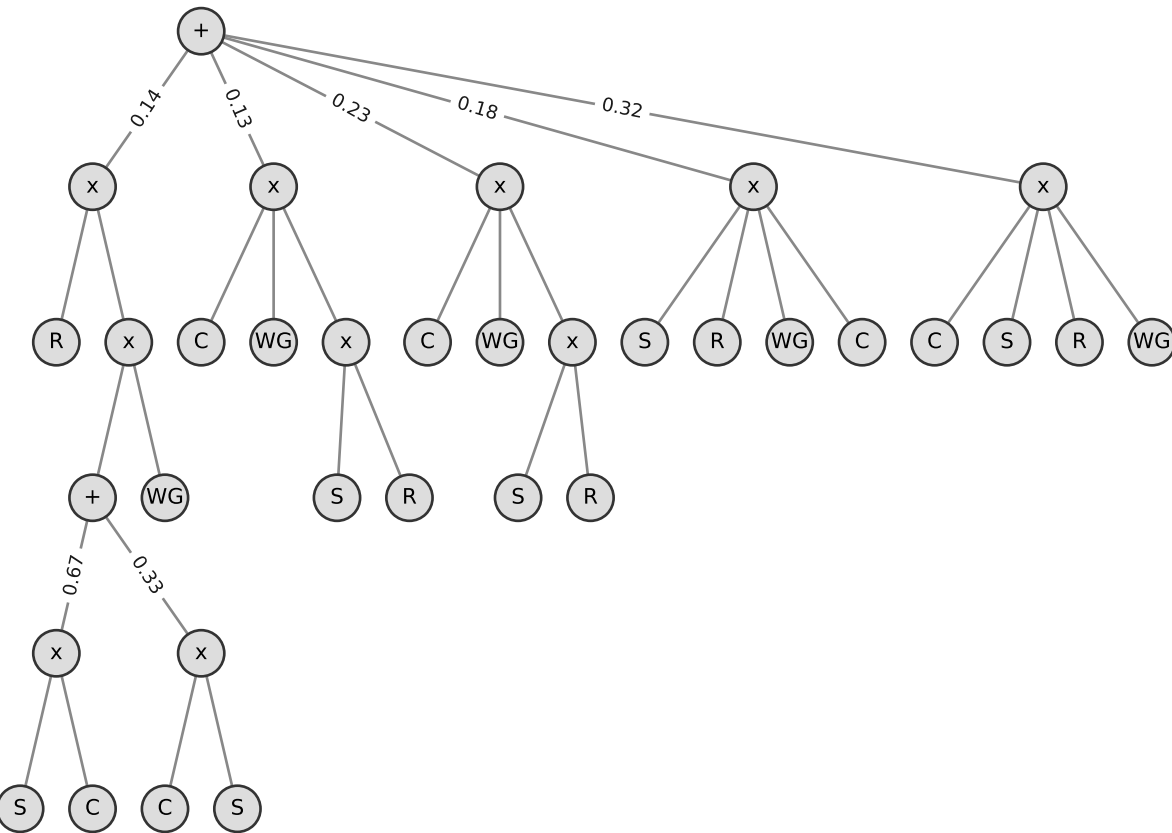 +
0.14 0.13 0.23 0.18 0.32
x x x x x
R x C WG x C WG x S R WG C C S R WG
+ WG S R S R
0.67 0.33
x x
S C C S